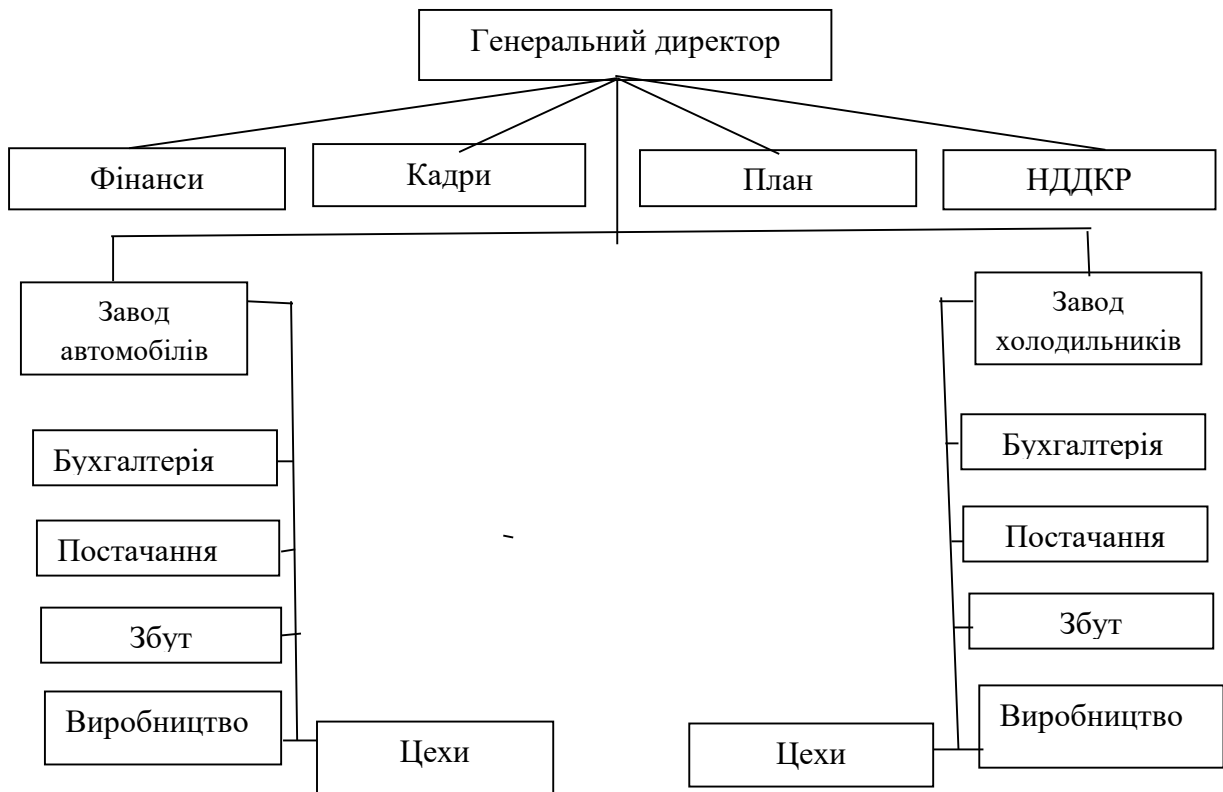 Генеральний директор
Фінанси
Кадри
План
НДДКР
Завод
автомобілів
Завод
холодильників
Бухгалтерія
Бухгалтерія
Постачання
Постачання
Збут
Збут
Виробництво
Цехи
Цехи
Виробництво